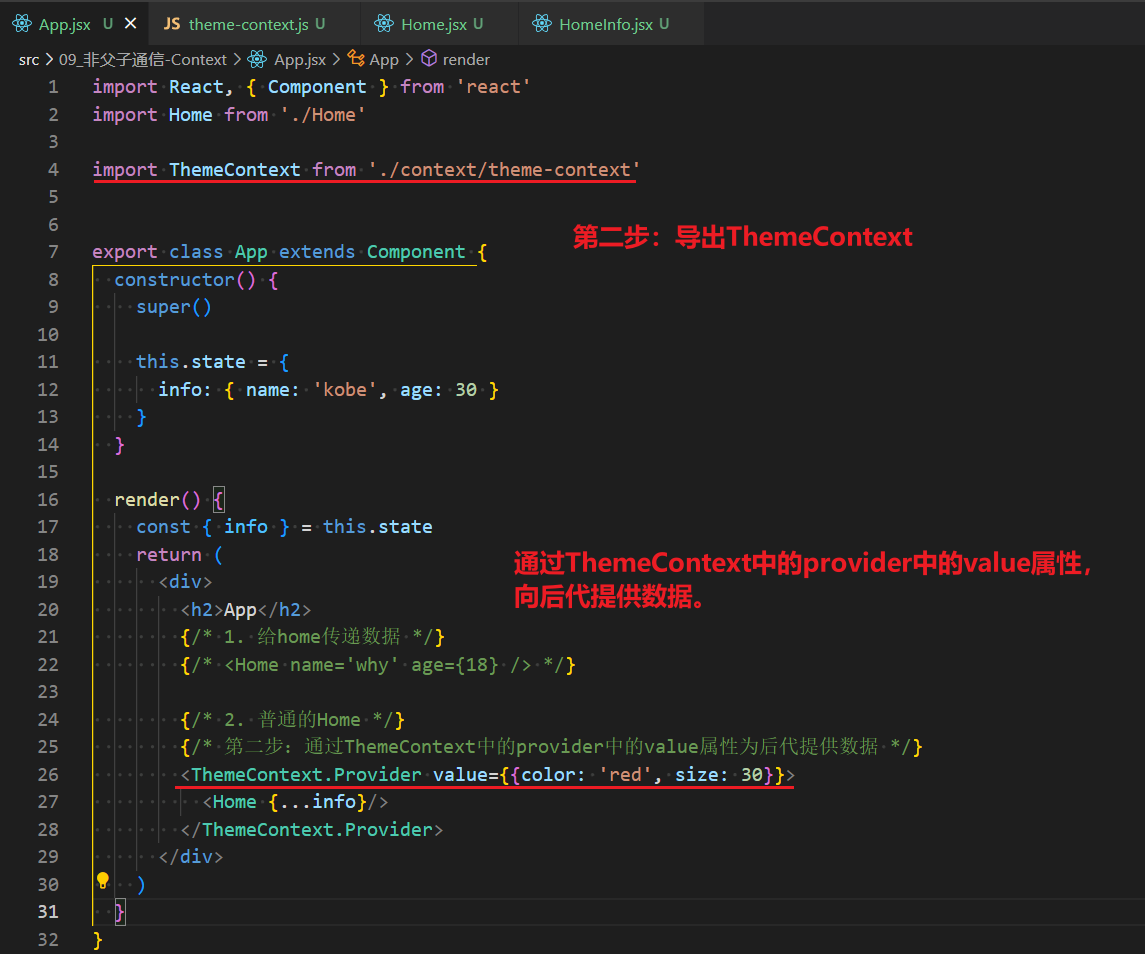 App.jsx U
JS theme-context.js U
Home.jsx U
HomeInfo.jsx U
src > 09_非父子通信-Context > App.jsx > App > render
1 import React, { Component } from 'react'
2 import Home from './Home'
3
4 import ThemeContext from './context/theme-context'
5
6
第二步：导出ThemeContext
7 export class App extends Component {
8 constructor() {
9 super()
10
11 this.state = {
12 info: { name: 'kobe', age: 30 }
13 }
14 }
15
16 render() {
17 const { info } = this.state
18 return (
通过ThemeContext中的provider中的value属性，
向后代提供数据。
19 <div>
20 <h2>App</h2>
21 {/* 1. 给home传递数据 */}
22 {/* <Home name='why' age={18} /> */}
23
24 {/* 2. 普通的Home */}
25 {/* 第二步：通过ThemeContext中的provider中的value属性为后代提供数据 */}
26 <ThemeContext.Provider value={{color: 'red', size: 30}}>
27 <Home {...info}/>
28 </ThemeContext.Provider>
29 </div>
30 )
31 }
32 }